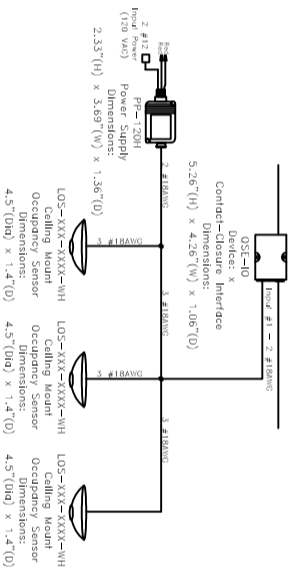 QSE-IO
Device: x
Contact-Closure Interface
Dimensions:
5.26"(H) x 4.26"(W) x 1.06"(D)
Input #1 - 2 #18AWG
Input Power
(120 VAC)
2 #12
Red
Red
PP-120H
Power Supply
Dimensions:
2.33"(H) x 3.69"(W) x 1.36"(D)
2 #18AWG
3 #18AWG
3 #18AWG
3 #18AWG
3 #18AWG
LOS-XXX-XXXX-WH
Ceiling Mount
Occupancy Sensor
Dimensions:
4.5"(Dia) x 1.4"(D)
LOS-XXX-XXXX-WH
Ceiling Mount
Occupancy Sensor
Dimensions:
4.5"(Dia) x 1.4"(D)
LOS-XXX-XXXX-WH
Ceiling Mount
Occupancy Sensor
Dimensions:
4.5"(Dia) x 1.4"(D)